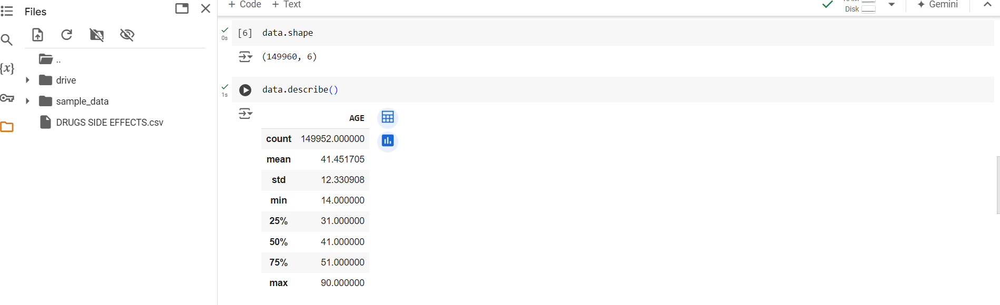 Files
..
drive
sample_data
DRUGS SIDE EFFECTS.csv
{x}
+ Code + Text
Disk
Gemini
0s
[6] data.shape
(149960, 6)
1s
data.describe()
AGE
count 149952.000000
mean 41.451705
std 12.330908
min 14.000000
25% 31.000000
50% 41.000000
75% 51.000000
max 90.000000